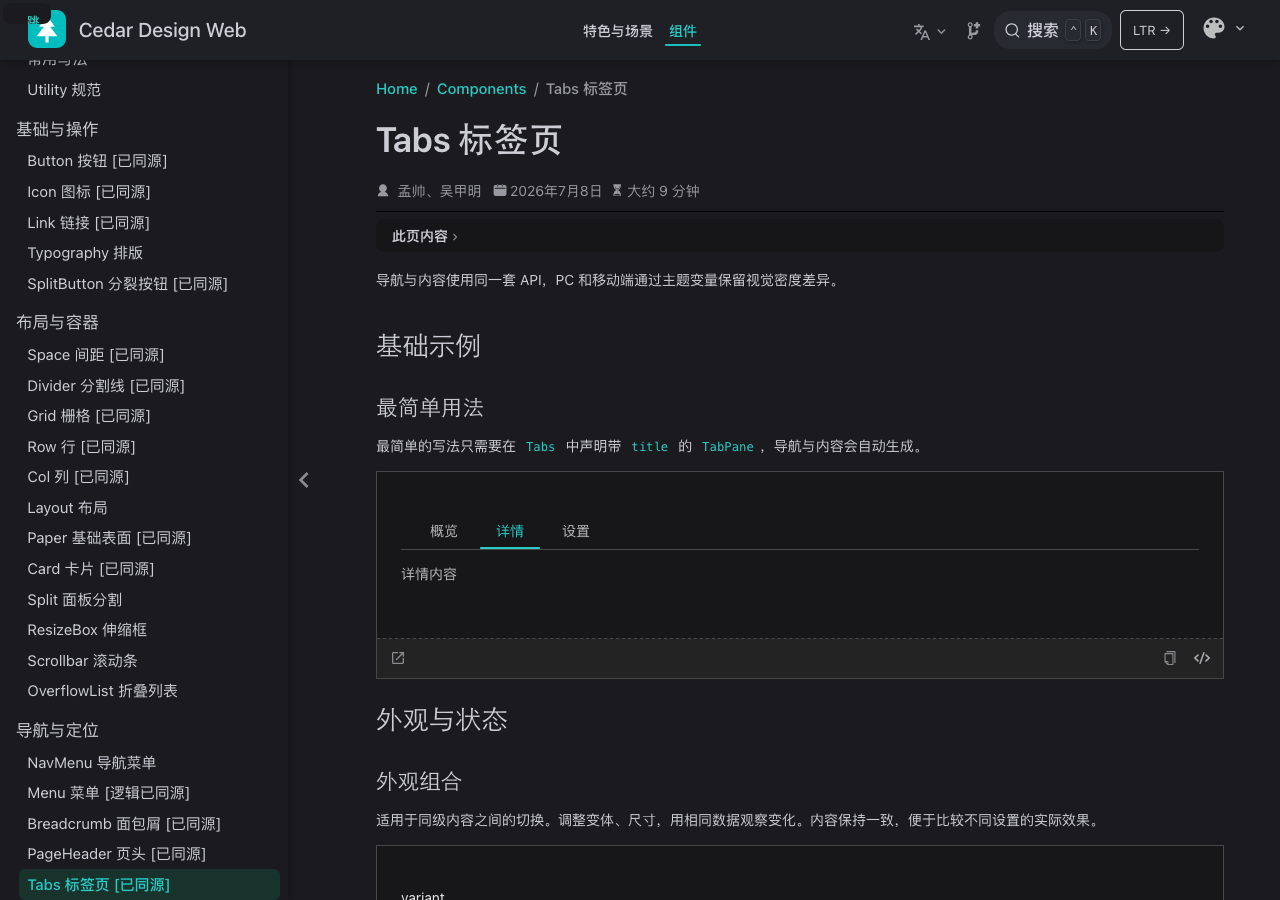 跳
Cedar Design Web
特色与场景
组件
搜索
^
K
LTR →
常用写法
Utility 规范
基础与操作
Button 按钮 [已同源]
Icon 图标 [已同源]
Link 链接 [已同源]
Typography 排版
SplitButton 分裂按钮 [已同源]
布局与容器
Space 间距 [已同源]
Divider 分割线 [已同源]
Grid 栅格 [已同源]
Row 行 [已同源]
Col 列 [已同源]
Layout 布局
Paper 基础表面 [已同源]
Card 卡片 [已同源]
Split 面板分割
ResizeBox 伸缩框
Scrollbar 滚动条
OverflowList 折叠列表
导航与定位
NavMenu 导航菜单
Menu 菜单 [逻辑已同源]
Breadcrumb 面包屑 [已同源]
PageHeader 页头 [已同源]
Tabs 标签页 [已同源]
Home / Components / Tabs 标签页
Tabs 标签页
孟帅、吴甲明 2026年7月8日 大约 9 分钟
此页内容
导航与内容使用同一套 API，PC 和移动端通过主题变量保留视觉密度差异。
基础示例
最简单用法
最简单的写法只需要在 Tabs 中声明带 title 的 TabPane ，导航与内容会自动生成。
概览 详情 设置
详情内容
外观与状态
外观组合
适用于同级内容之间的切换。调整变体、尺寸，用相同数据观察变化。内容保持一致，便于比较不同设置的实际效果。
variant